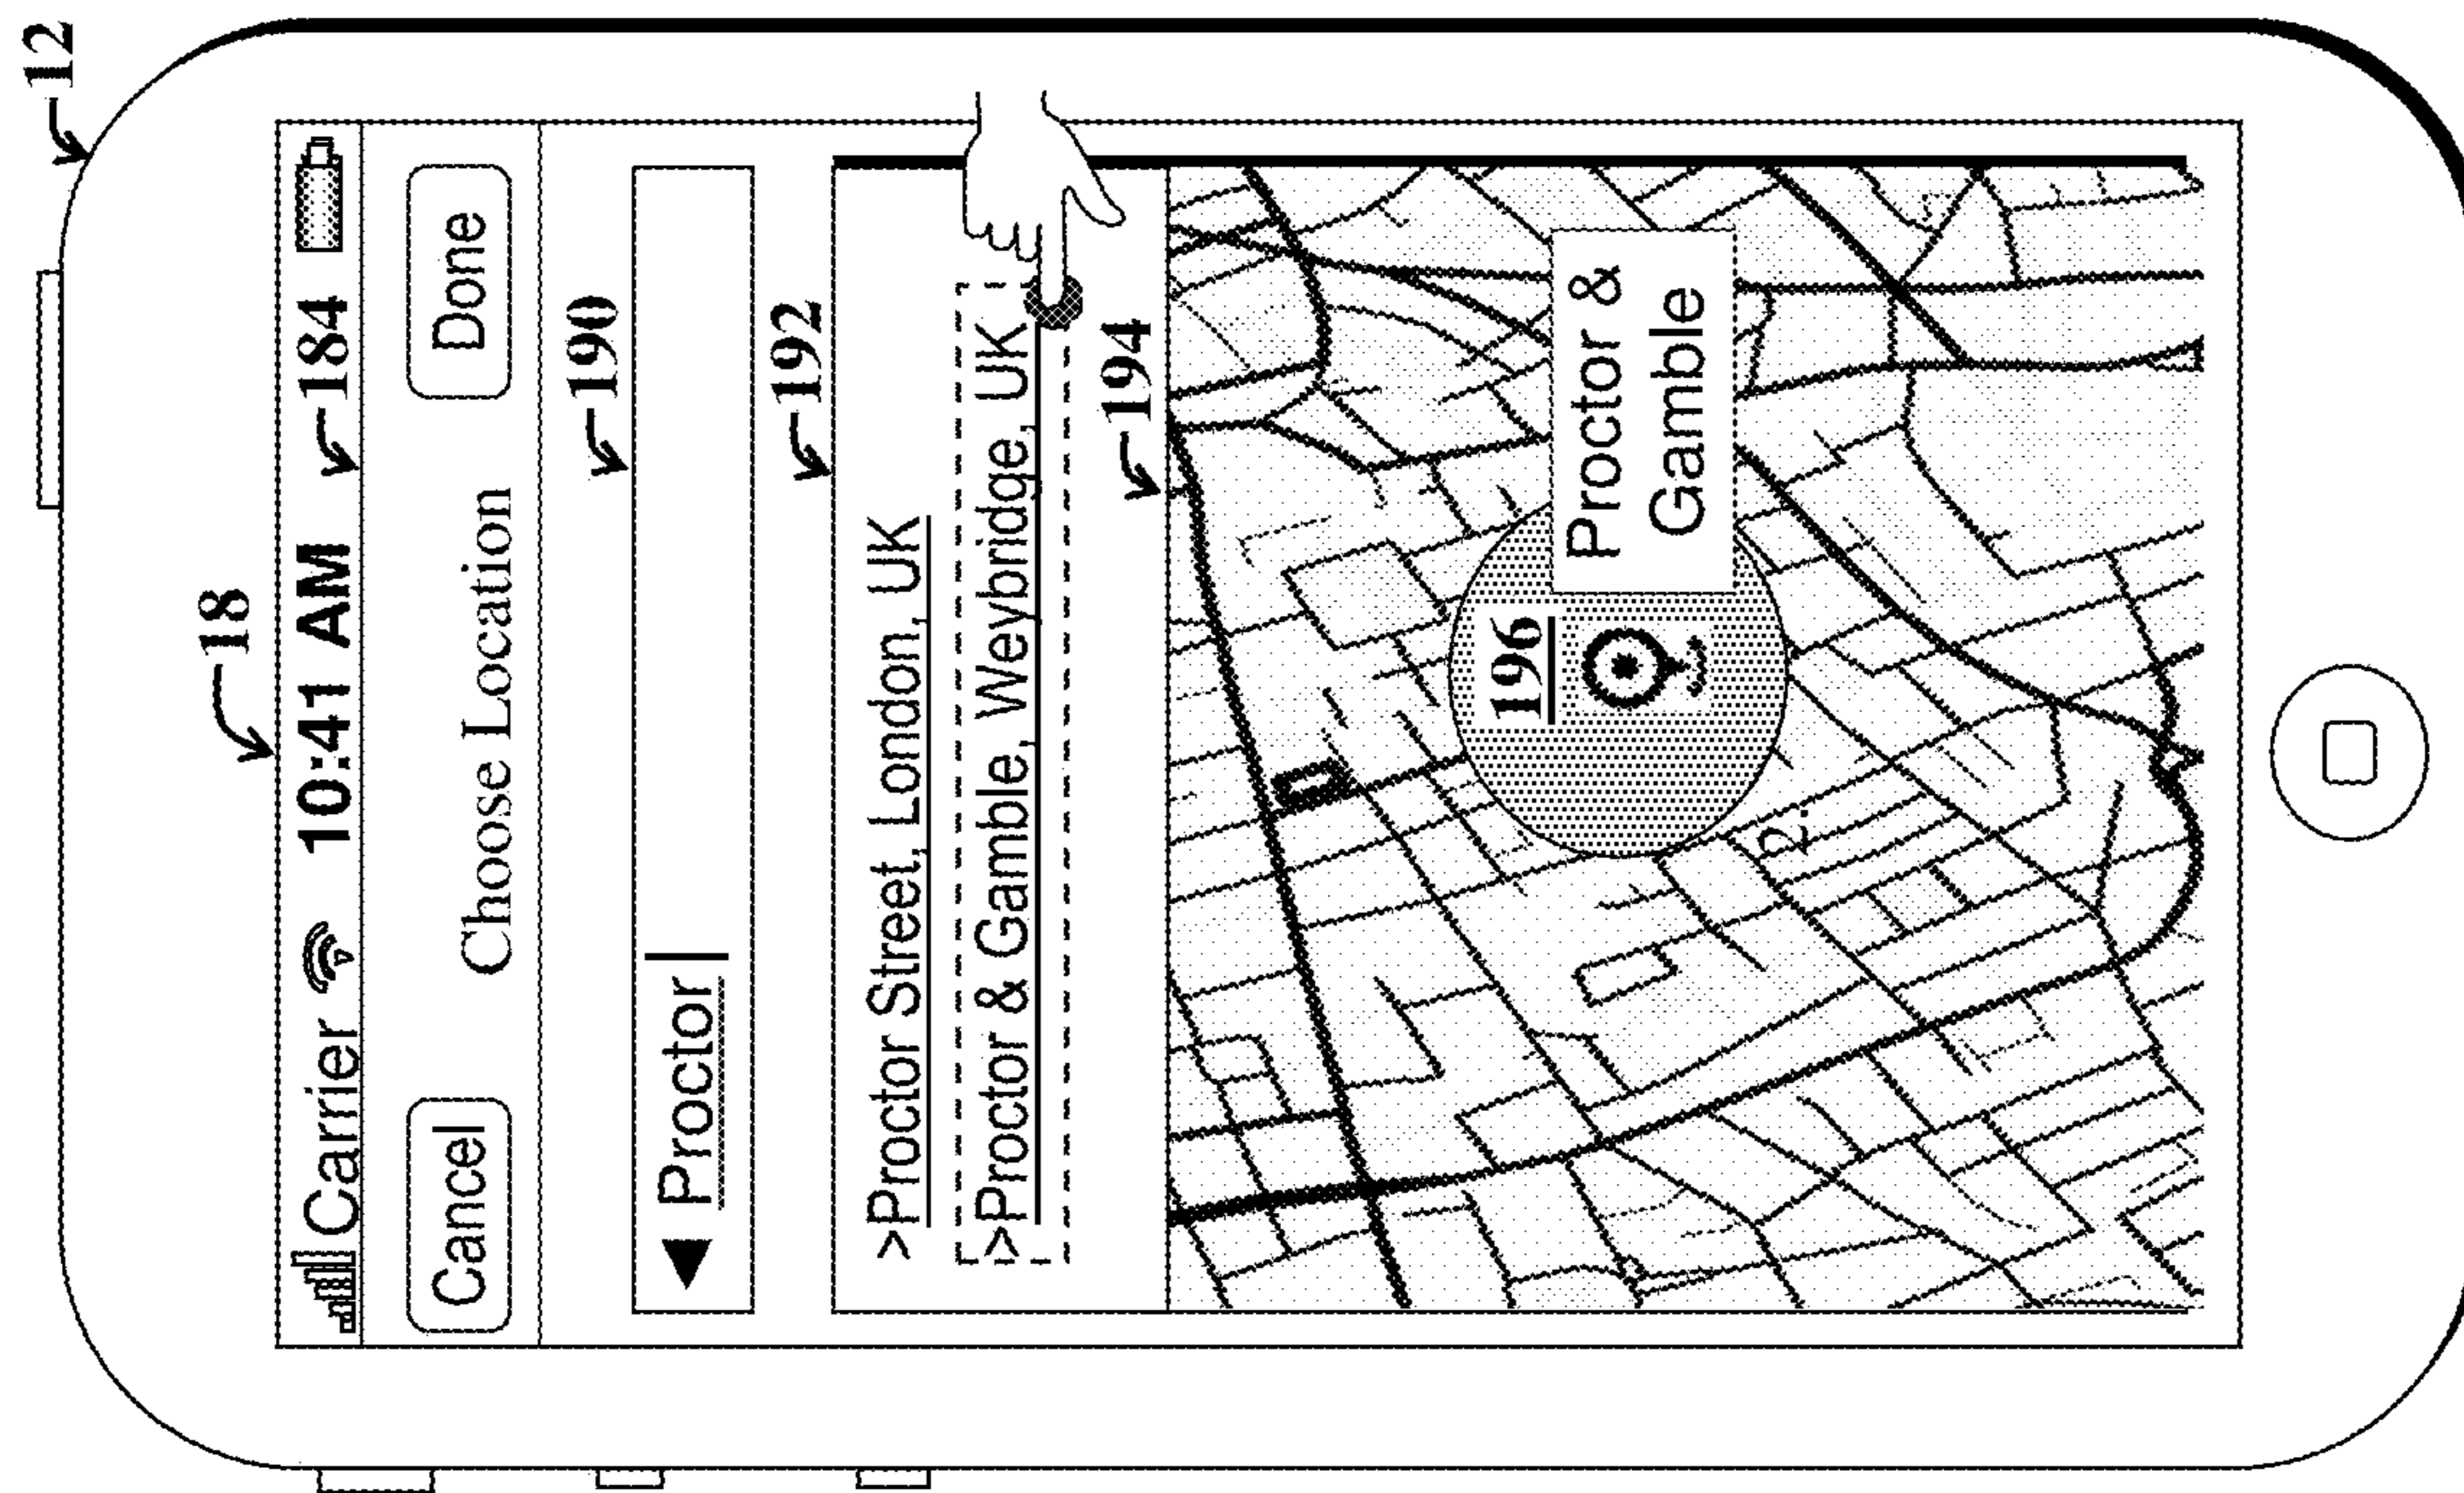 12
18
Carrier 10:41 AM
184
Cancel
Choose Location
Done
190
Proctor
192
>Proctor Street, London, UK
>Proctor & Gamble, Weybridge, UK
194
196
Proctor &
Gamble
2.